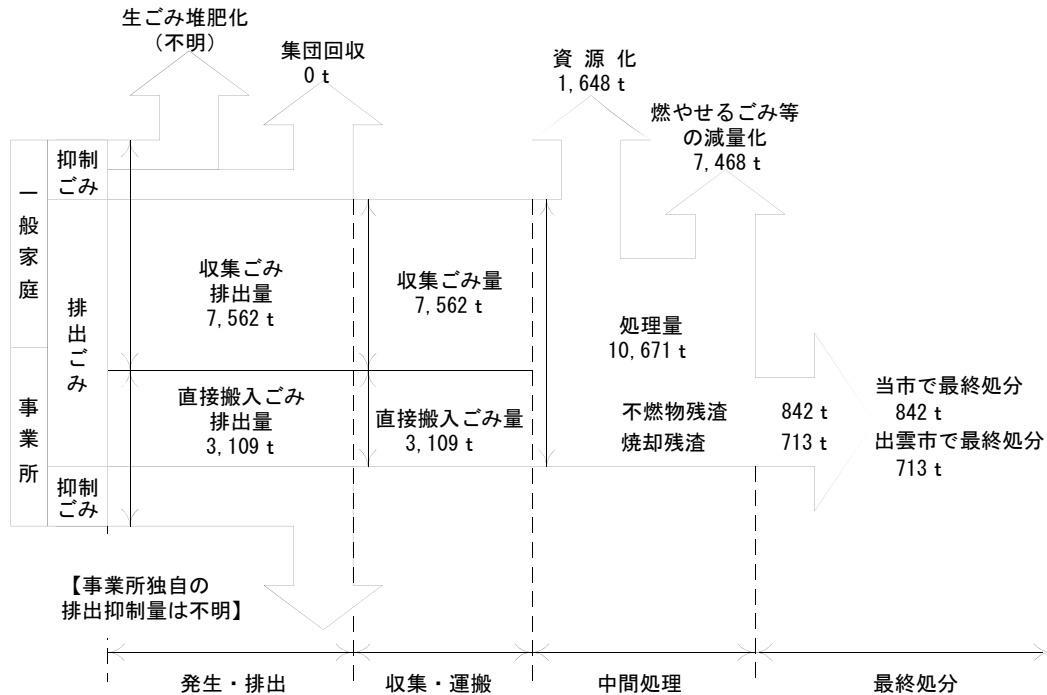 生ごみ堆肥化
（不明）
集団回収
0 t
資 源 化
1,648 t
燃やせるごみ等
の減量化
7,468 t
一般家庭
事業所
抑制
ごみ
排出ごみ
抑制
ごみ
収集ごみ
排出量
7,562 t
収集ごみ量
7,562 t
処理量
10,671 t
直接搬入ごみ
排出量
3,109 t
直接搬入ごみ量
3,109 t
不燃物残渣 842 t
焼却残渣 713 t
当市で最終処分
842 t
出雲市で最終処分
713 t
【事業所独自の
排出抑制量は不明】
発生・排出
収集・運搬
中間処理
最終処分